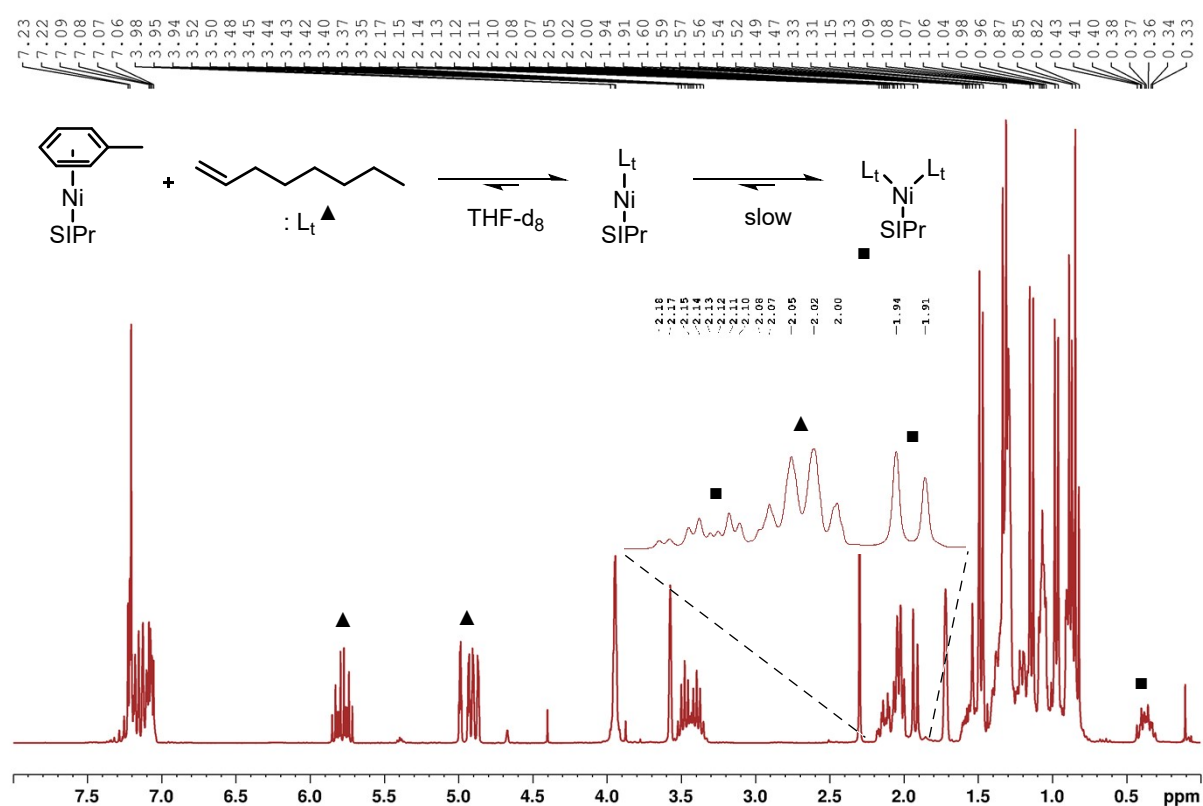 7.23 7.22 7.09 7.08 7.07 7.06 3.98 3.95 3.94 3.52 3.50 3.48 3.45 3.44 3.43 3.42 3.40 3.37 3.35 2.17 2.15 2.14 2.13 2.12 2.11 2.10 2.08 2.07 2.05 2.02 2.00 1.94 1.91 1.60 1.59 1.57 1.56 1.54 1.52 1.49 1.47 1.33 1.31 1.15 1.13 1.09 1.08 1.07 1.06 1.04 0.98 0.96 0.87 0.85 0.82 0.43 0.41 0.40 0.38 0.37 0.36 0.34 0.33
Ni
SIPr
+
: Lt ▲
THF-d8
Lt
Ni
SIPr
slow
Lt Lt
Ni
SIPr
■
2.18 2.17 2.15 2.14 2.13 2.12 2.11 2.10 2.08 2.07 2.05 2.02 2.00 1.94 1.91
7.5 7.0 6.5 6.0 5.5 5.0 4.5 4.0 3.5 3.0 2.5 2.0 1.5 1.0 0.5 ppm